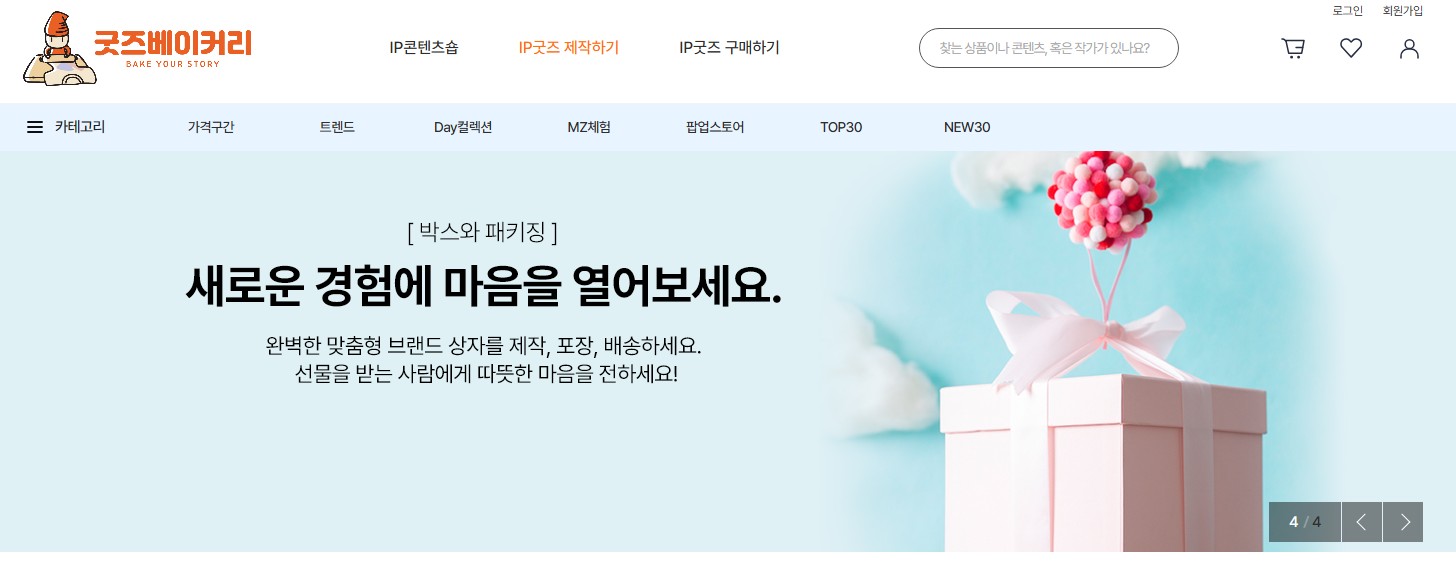 로그인 회원가입
굿즈베이커리
BAKE YOUR STORY
IP콘텐츠숍 IP굿즈 제작하기 IP굿즈 구매하기
찾는 상품이나 콘텐츠, 혹은 작가가 있나요?
카테고리 가격구간 트렌드 Day컬렉션 MZ체험 팝업스토어 TOP30 NEW30
[ 박스와 패키징 ]
새로운 경험에 마음을 열어보세요.
완벽한 맞춤형 브랜드 상자를 제작, 포장, 배송하세요.
선물을 받는 사람에게 따뜻한 마음을 전하세요!
4 / 4